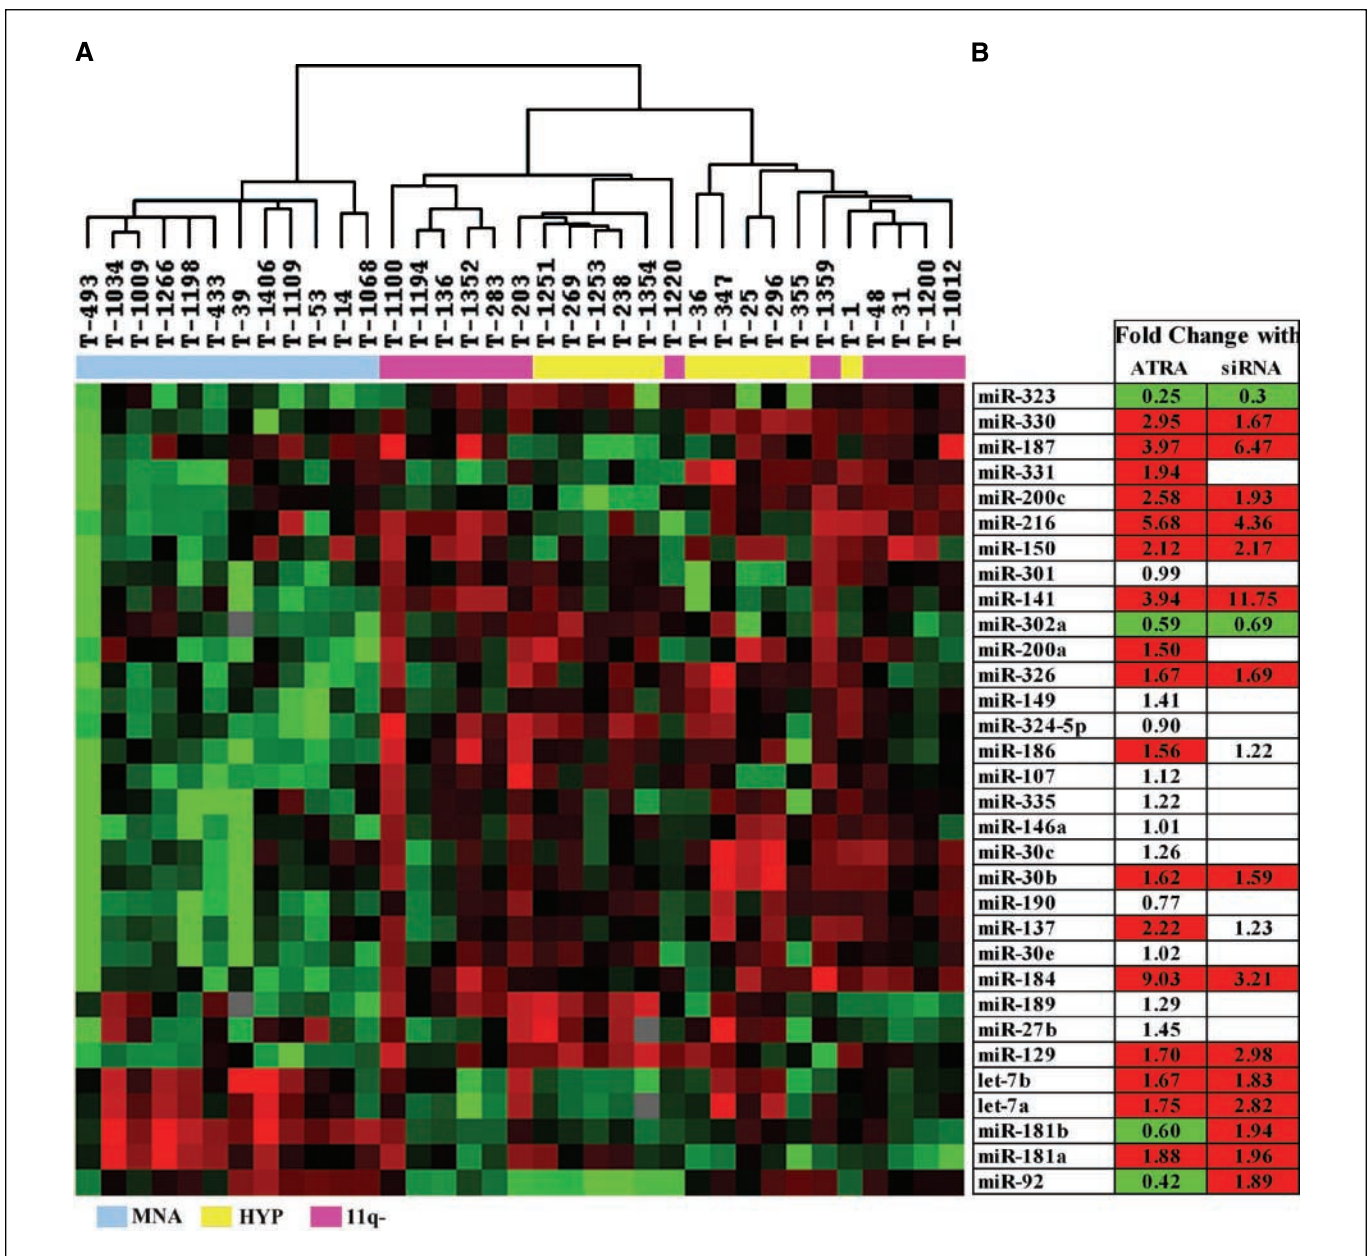 A
B
T-493
T-1034
T-1009
T-1266
T-1198
T-433
T-39
T-1406
T-1109
T-53
T-14
T-1068
T-1100
T-1194
T-136
T-1352
T-283
T-203
T-1251
T-269
T-1253
T-238
T-1354
T-1220
T-36
T-347
T-25
T-296
T-355
T-1359
T-1
T-48
T-31
T-1200
T-1012
Fold Change with
ATRA siRNA
miR-323 0.25 0.3
miR-330 2.95 1.67
miR-187 3.97 6.47
miR-331 1.94
miR-200c 2.58 1.93
miR-216 5.68 4.36
miR-150 2.12 2.17
miR-301 0.99
miR-141 3.94 11.75
miR-302a 0.59 0.69
miR-200a 1.50
miR-326 1.67 1.69
miR-149 1.41
miR-324-5p 0.90
miR-186 1.56 1.22
miR-107 1.12
miR-335 1.22
miR-146a 1.01
miR-30c 1.26
miR-30b 1.62 1.59
miR-190 0.77
miR-137 2.22 1.23
miR-30e 1.02
miR-184 9.03 3.21
miR-189 1.29
miR-27b 1.45
miR-129 1.70 2.98
let-7b 1.67 1.83
let-7a 1.75 2.82
miR-181b 0.60 1.94
miR-181a 1.88 1.96
miR-92 0.42 1.89
MNA HYP 11q-